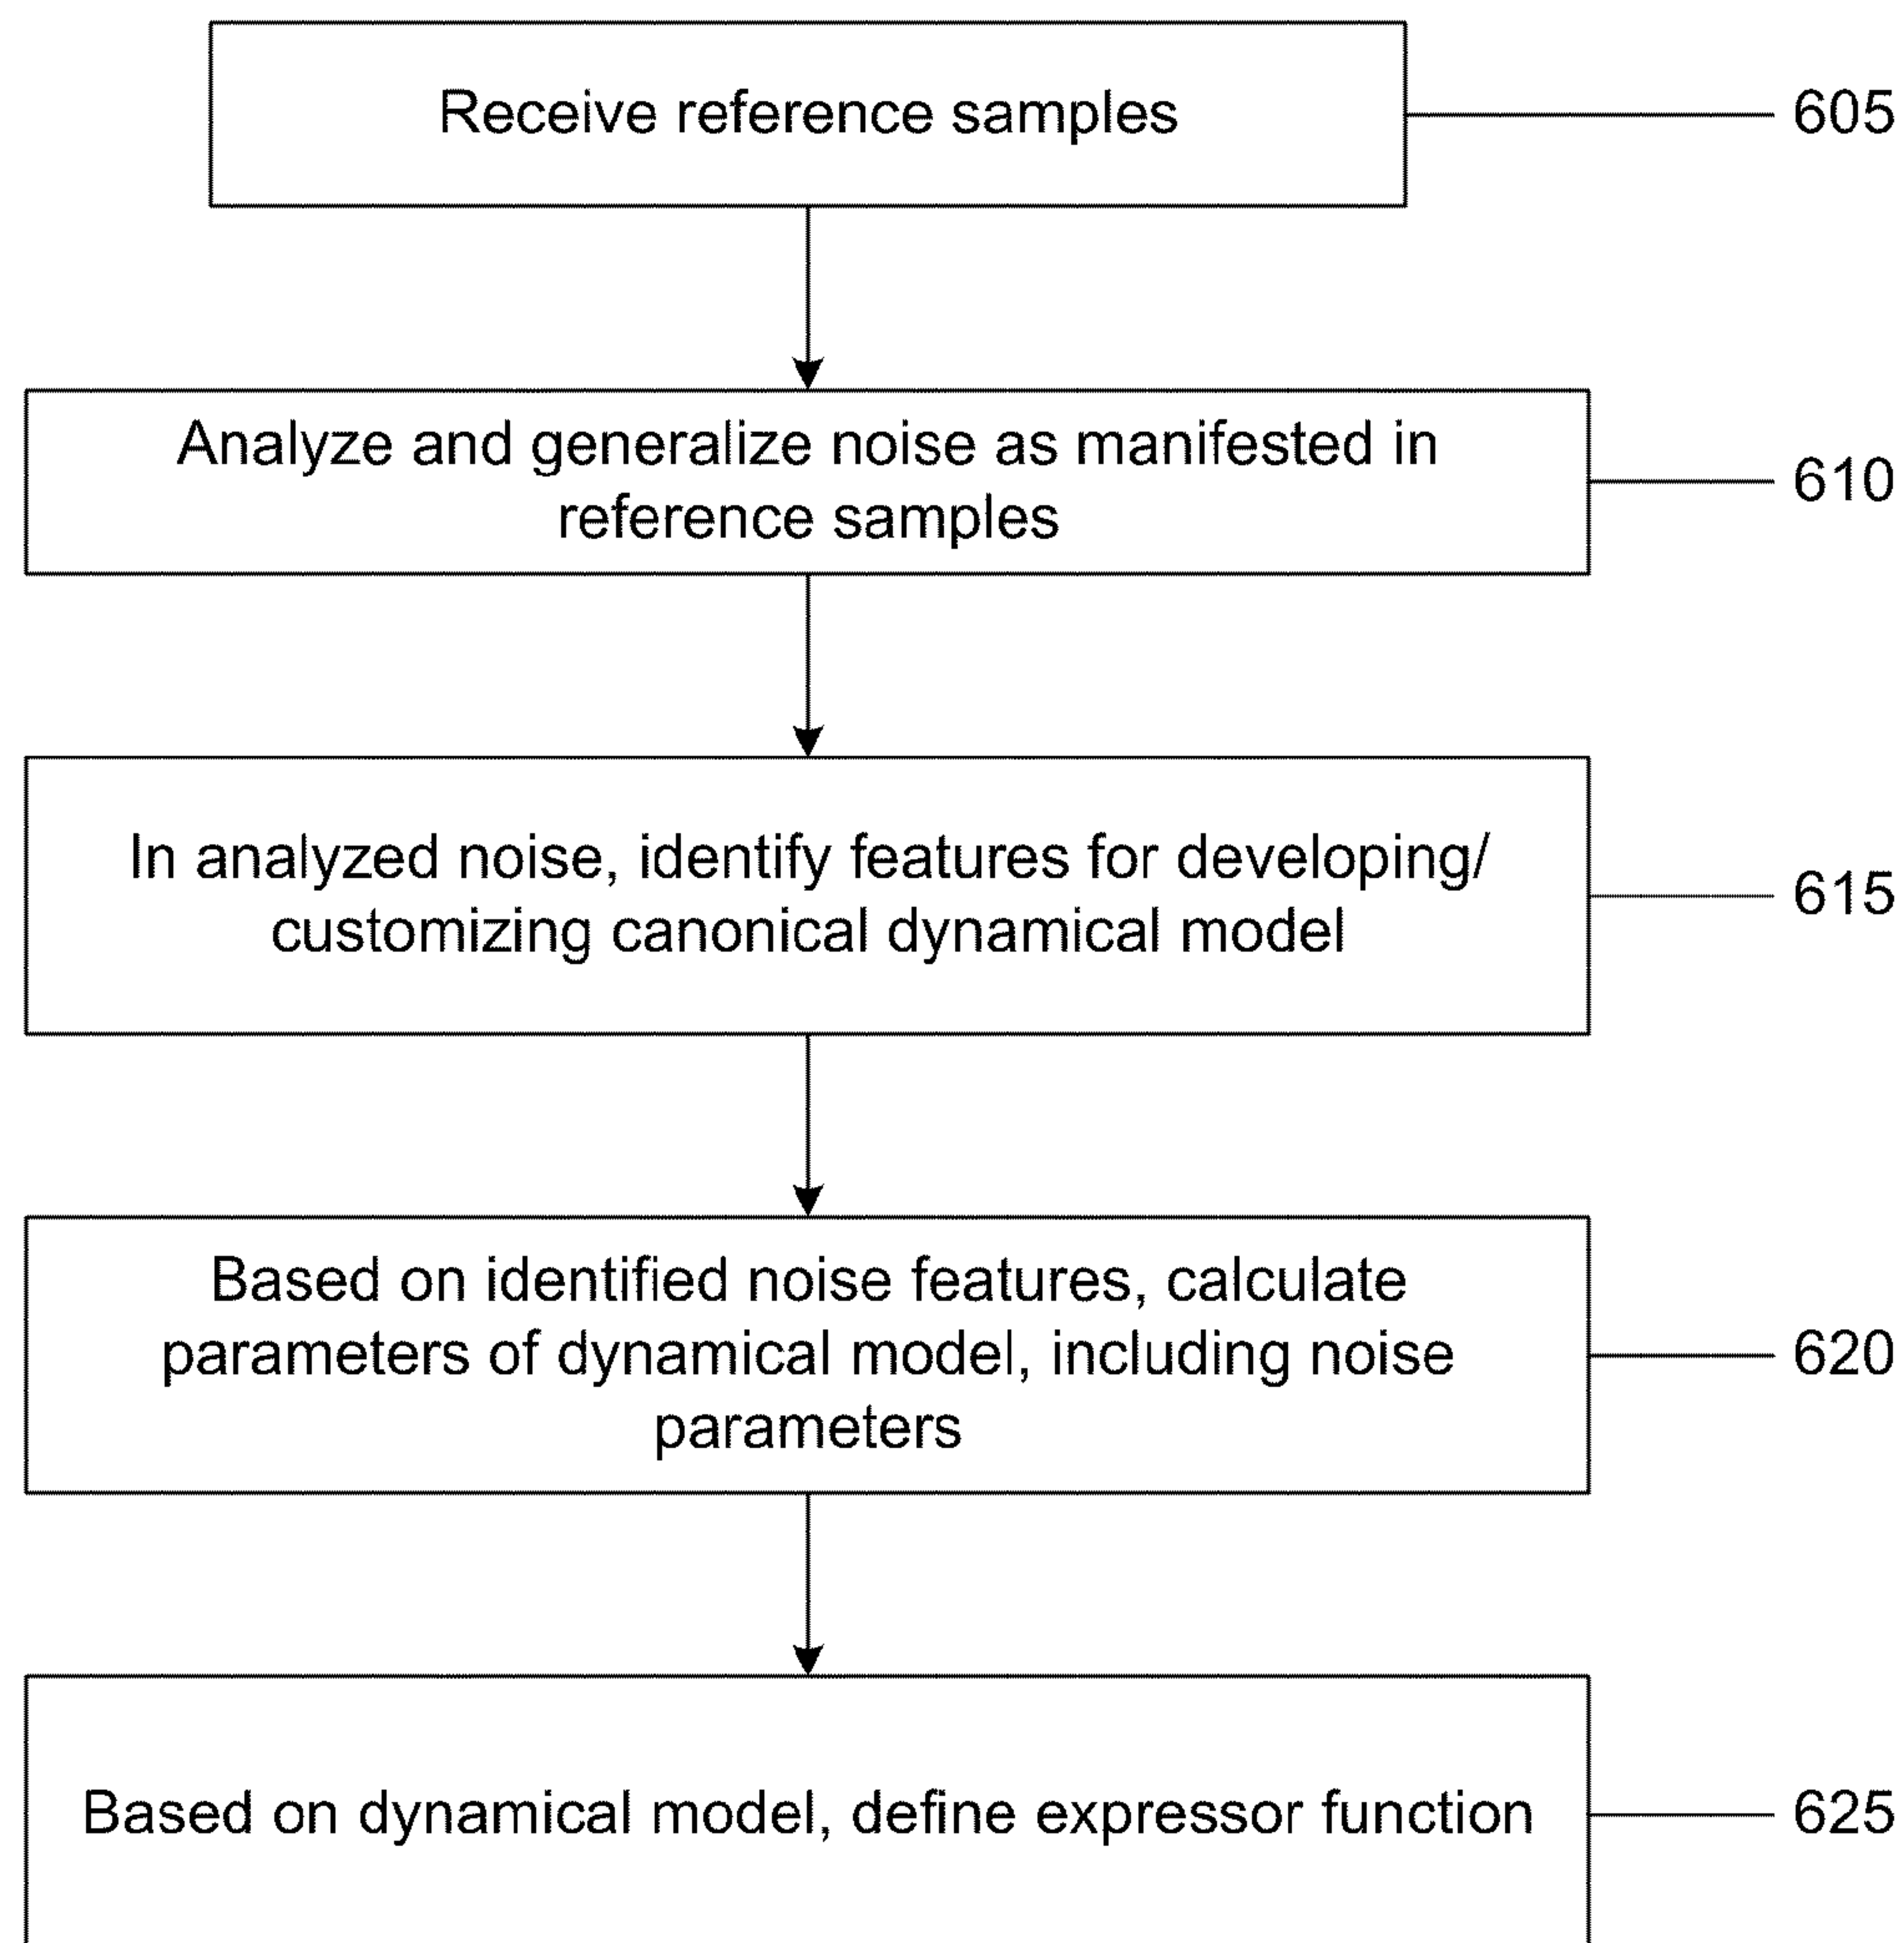 Receive reference samples
605
Analyze and generalize noise as manifested in
reference samples
610
In analyzed noise, identify features for developing/
customizing canonical dynamical model
615
Based on identified noise features, calculate
parameters of dynamical model, including noise
parameters
620
Based on dynamical model, define expressor function
625